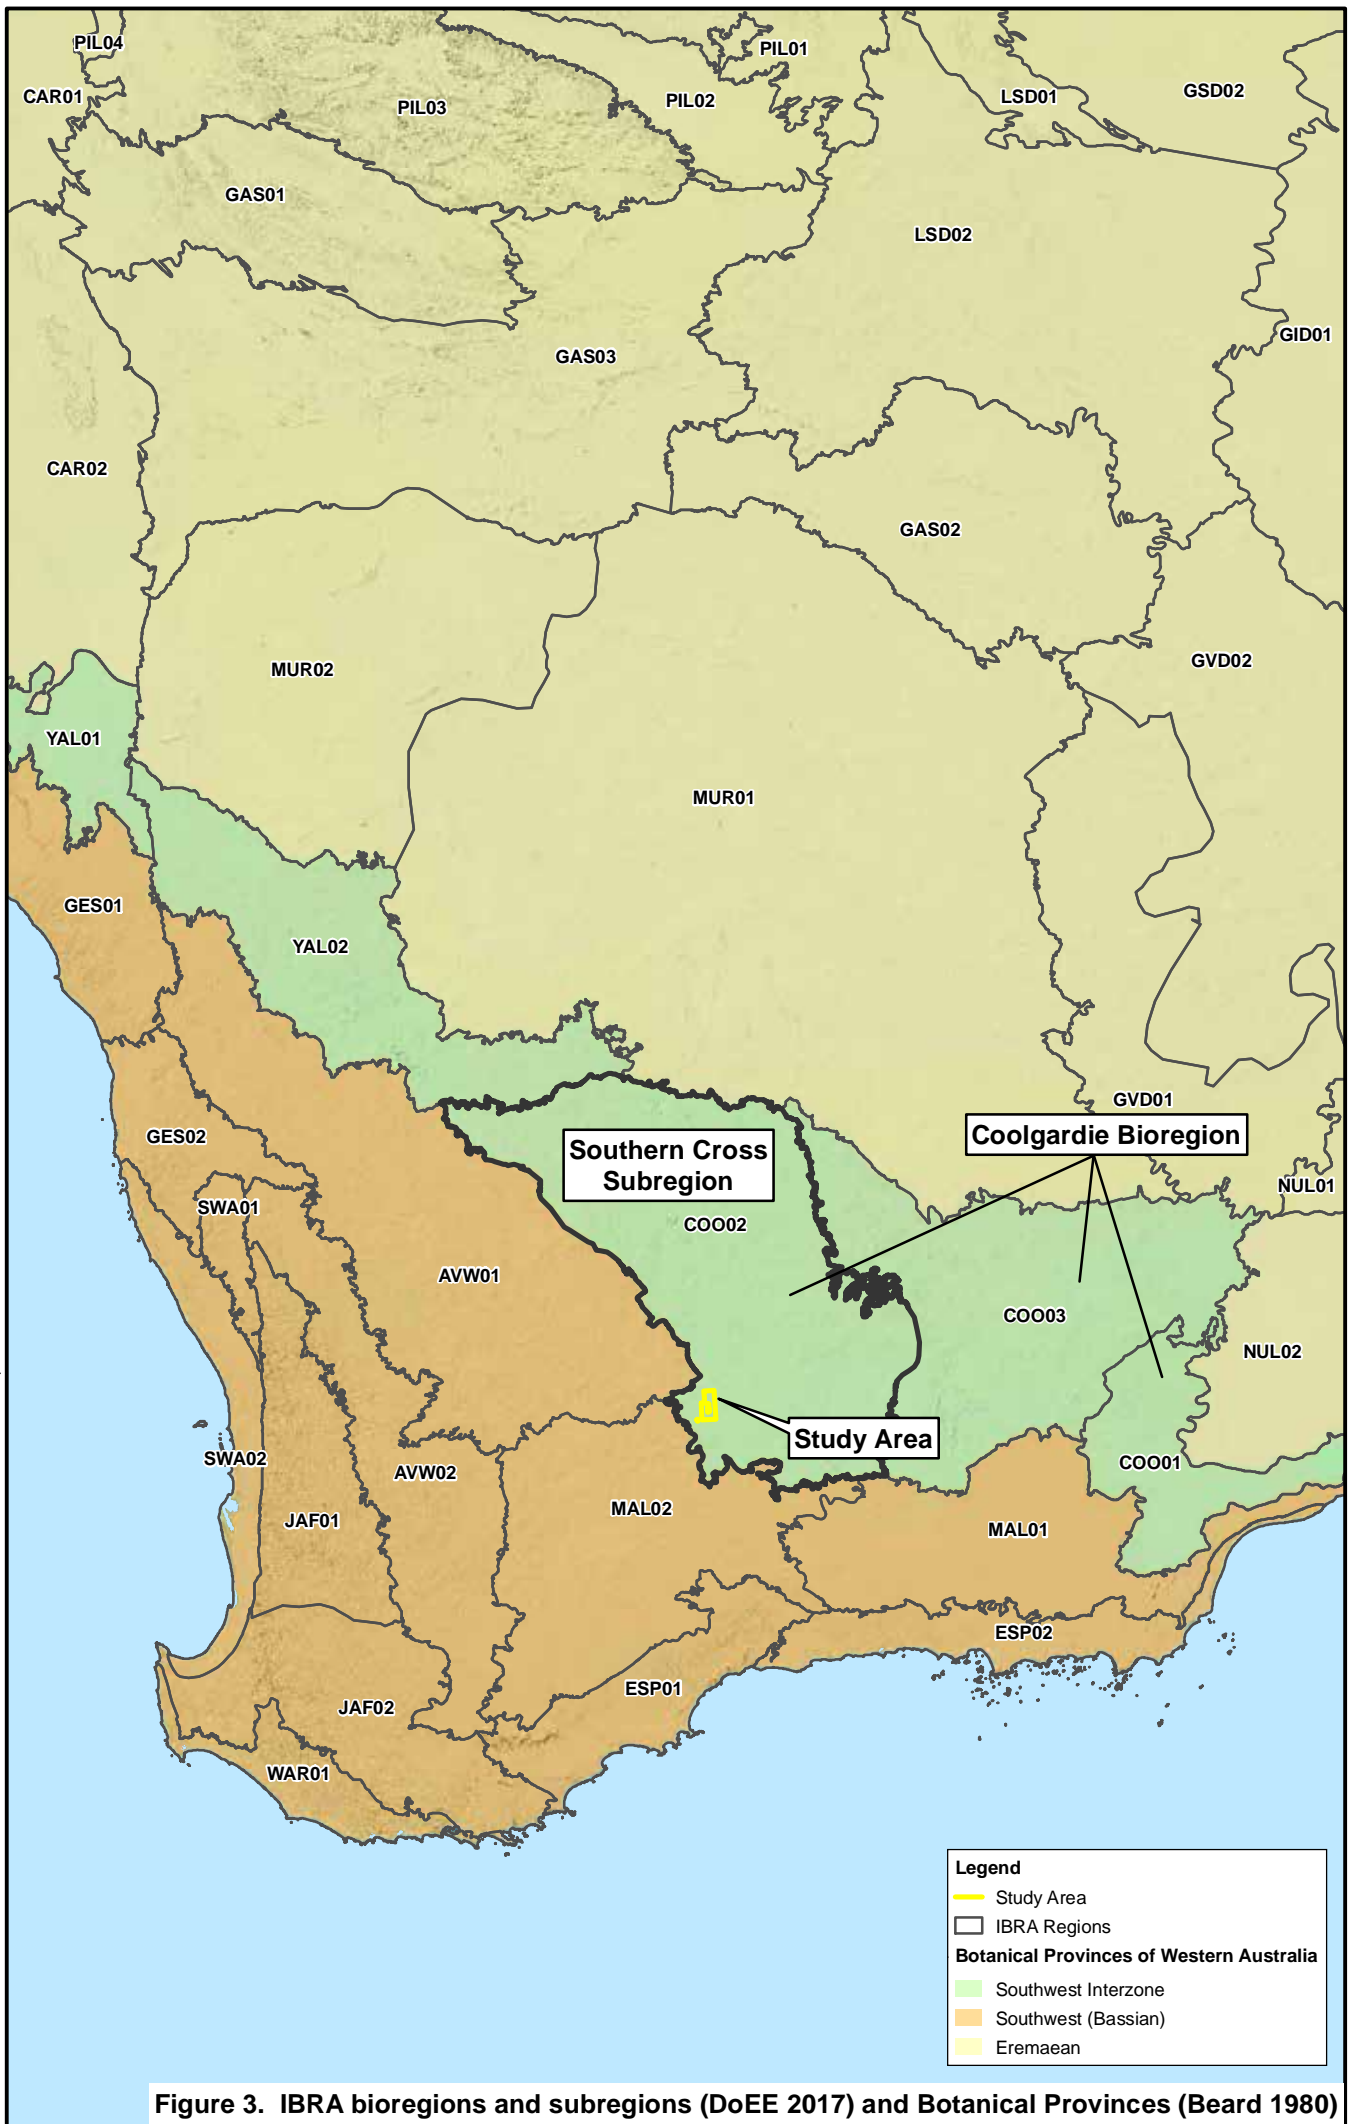 PIL04
PIL01
CAR01
PIL03
PIL02
LSD01
GSD02
GAS01
LSD02
GID01
GAS03
CAR02
GAS02
MUR02
GVD02
YAL01
MUR01
GES01
YAL02
GVD01
Coolgardie Bioregion
GES02
Southern Cross
Subregion
NUL01
SWA01
COO02
AVW01
COO03
NUL02
Study Area
SWA02
AVW02
COO01
MAL02
JAF01
MAL01
ESP02
ESP01
JAF02
WAR01
Legend
Study Area
IBRA Regions
Botanical Provinces of Western Australia
Southwest Interzone
Southwest (Bassian)
Eremaean
Figure 3. IBRA bioregions and subregions (DoEE 2017) and Botanical Provinces (Beard 1980)